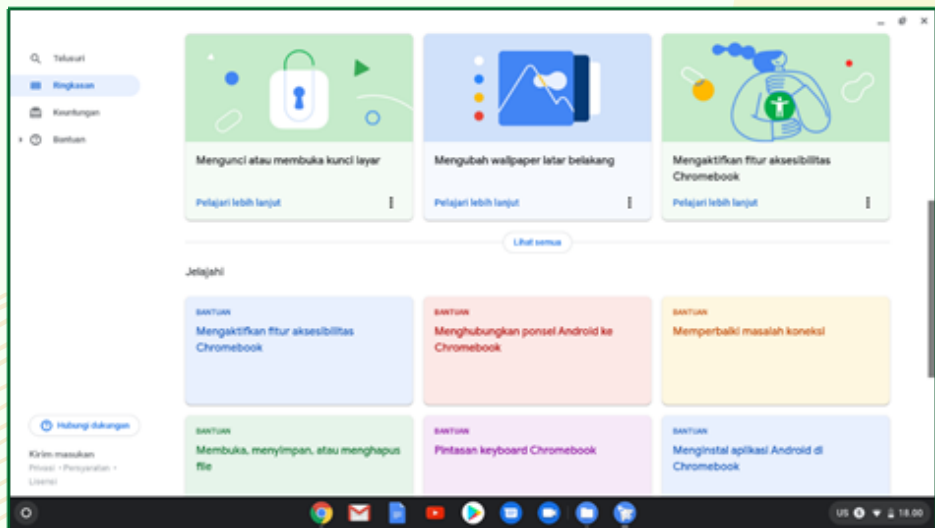 Telusuri
Ringkasan
Keuntungan
Bantuan
Mengunci atau membuka kunci layar
Pelajari lebih lanjut
Mengubah wallpaper latar belakang
Pelajari lebih lanjut
Mengaktifkan fitur aksesibilitas
Chromebook
Pelajari lebih lanjut
Lihat semua
Jelajahi
BANTUAN
Mengaktifkan fitur aksesibilitas
Chromebook
BANTUAN
Menghubungkan ponsel Android ke
Chromebook
BANTUAN
Memperbaiki masalah koneksi
BANTUAN
Membuka, menyimpan, atau menghapus
file
BANTUAN
Pintasan keyboard Chromebook
BANTUAN
Menginstal aplikasi Android di
Chromebook
Hubungi dukungan
Kirim masukan
Privasi • Persyaratan •
Lisensi
US
18.00